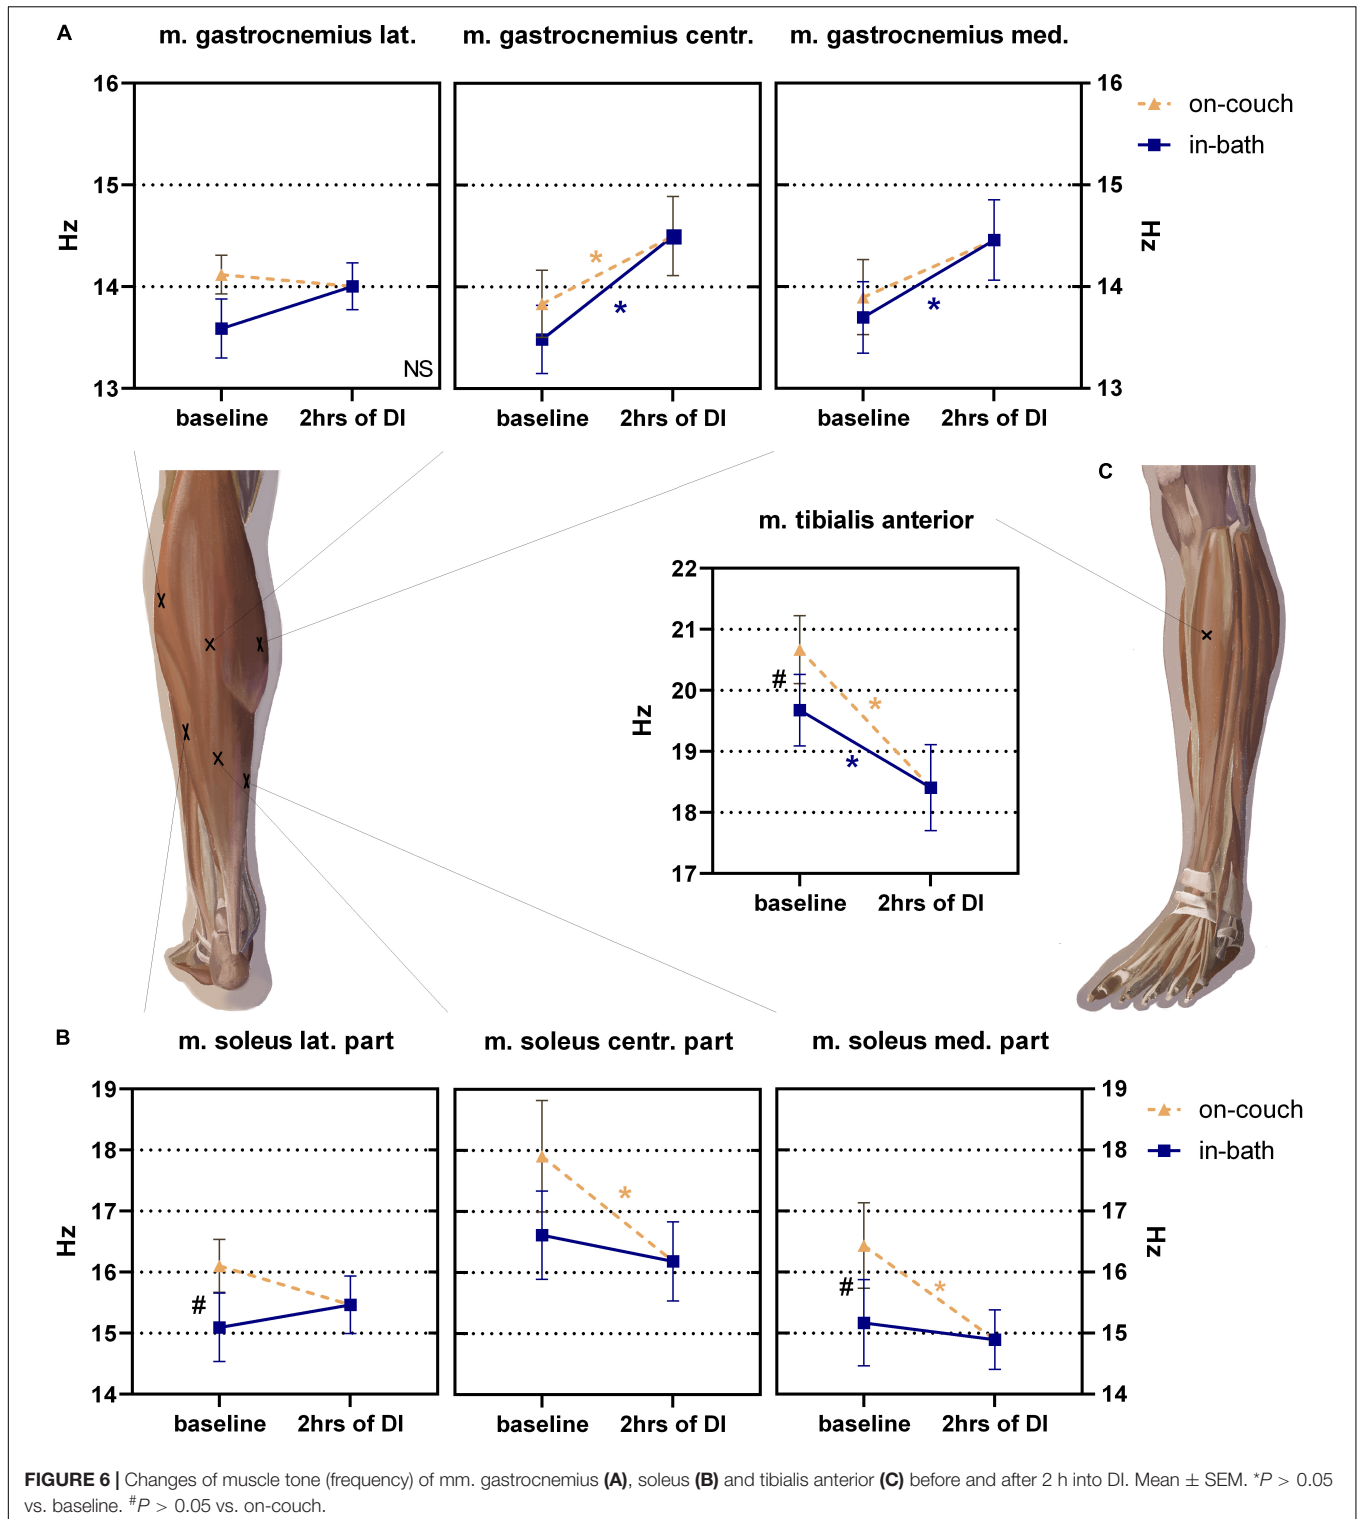 A
m. gastrocnemius lat.
m. gastrocnemius centr.
m. gastrocnemius med.
16
15
14
13
Hz
NS
baseline
2hrs of DI
*
*
baseline
2hrs of DI
*
baseline
2hrs of DI
16
15
14
13
Hz
on-couch
in-bath
C
m. tibialis anterior
22
21
20
19
18
17
Hz
#
*
*
baseline
2hrs of DI
B
m. soleus lat. part
m. soleus centr. part
m. soleus med. part
19
18
17
16
15
14
Hz
#
baseline
2hrs of DI
*
baseline
2hrs of DI
#
*
baseline
2hrs of DI
19
18
17
16
15
14
Hz
on-couch
in-bath
FIGURE 6 | Changes of muscle tone (frequency) of mm. gastrocnemius (A), soleus (B) and tibialis anterior (C) before and after 2 h into DI. Mean ± SEM. *P > 0.05
vs. baseline. #P > 0.05 vs. on-couch.